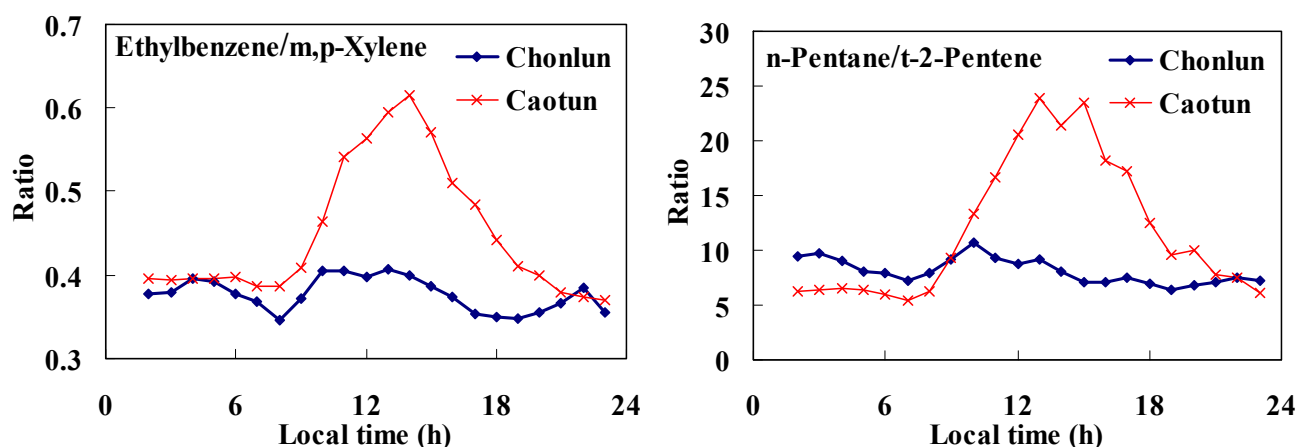 0.7
0.6
0.5
0.4
0.3
Ratio
Ethylbenzene/m,p-Xylene
Chonlun
Caotun
0 6 12 18 24
Local time (h)
30
25
20
15
10
5
0
Ratio
n-Pentane/t-2-Pentene
Chonlun
Caotun
0 6 12 18 24
Local time (h)